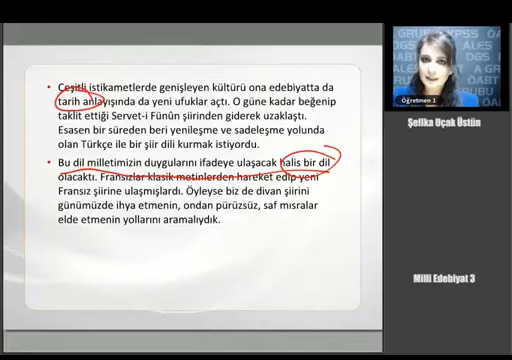 • Çeşitli istikametlerde genişleyen kültürü ona edebiyatta da
tarih anlayışında da yeni ufuklar açtı. O güne kadar beğenip
taklit ettiği Servet-i Fünûn şiirinden giderek uzaklaştı.
Esasen bir süreden beri yenileşme ve sadeleşme yolunda
olan Türkçe ile bir şiir dili kurmak istiyordu.
• Bu dil milletimizin duygularını ifadeye ulaşacak halis bir dil
olacaktı. Fransızlar klasik metinlerden hareket edip yeni
Fransız şiirine ulaşmışlardı. Öyleyse biz de divan şiirini
günümüzde ihya etmenin, ondan pürüzsüz, saf mısralar
elde etmenin yollarını aramalıydık.
Öğretmen 1
Şefika Uçak Üstün
Milli Edebiyat 3